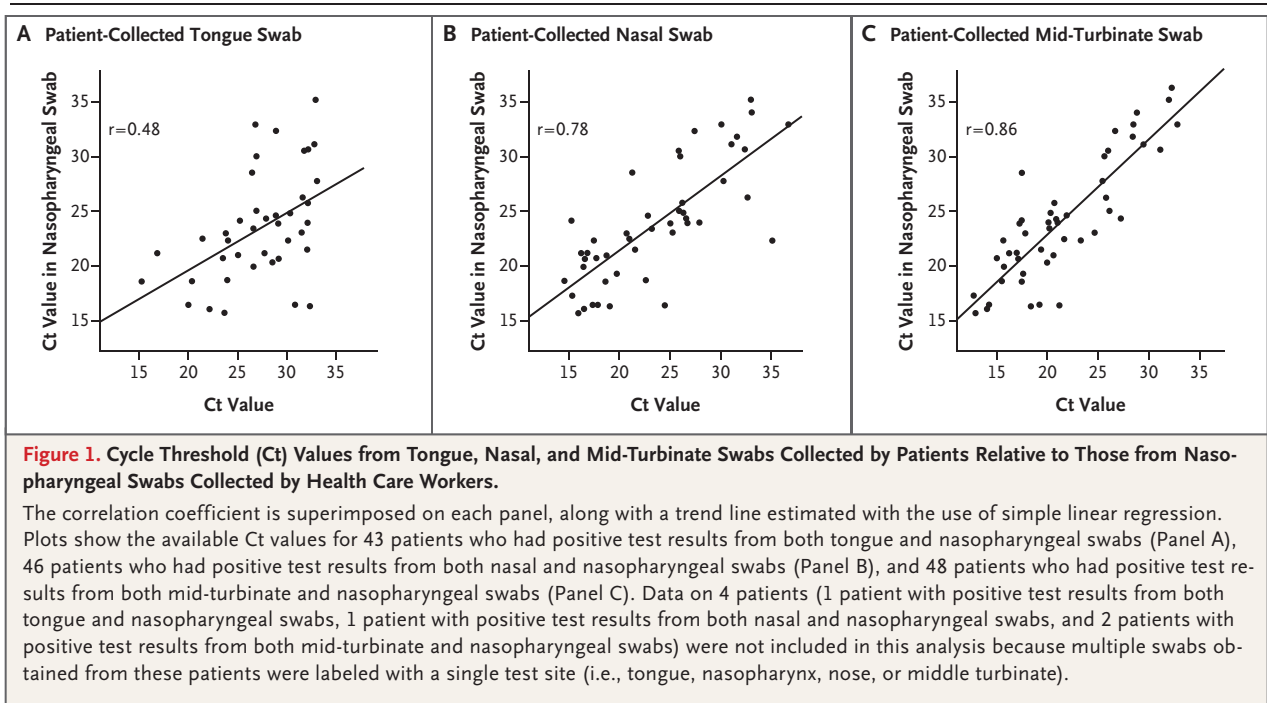 A Patient-Collected Tongue Swab
Ct Value in Nasopharyngeal Swab
35
30
25
20
15
r=0.48
15 20 25 30 35
Ct Value
B Patient-Collected Nasal Swab
Ct Value in Nasopharyngeal Swab
35
30
25
20
15
r=0.78
15 20 25 30 35
Ct Value
C Patient-Collected Mid-Turbinate Swab
Ct Value in Nasopharyngeal Swab
35
30
25
20
15
r=0.86
15 20 25 30 35
Ct Value
Figure 1. Cycle Threshold (Ct) Values from Tongue, Nasal, and Mid-Turbinate Swabs Collected by Patients Relative to Those from Naso-
pharyngeal Swabs Collected by Health Care Workers.
The correlation coefficient is superimposed on each panel, along with a trend line estimated with the use of simple linear regression.
Plots show the available Ct values for 43 patients who had positive test results from both tongue and nasopharyngeal swabs (Panel A),
46 patients who had positive test results from both nasal and nasopharyngeal swabs (Panel B), and 48 patients who had positive test re-
sults from both mid-turbinate and nasopharyngeal swabs (Panel C). Data on 4 patients (1 patient with positive test results from both
tongue and nasopharyngeal swabs, 1 patient with positive test results from both nasal and nasopharyngeal swabs, and 2 patients with
positive test results from both mid-turbinate and nasopharyngeal swabs) were not included in this analysis because multiple swabs ob-
tained from these patients were labeled with a single test site (i.e., tongue, nasopharynx, nose, or middle turbinate).